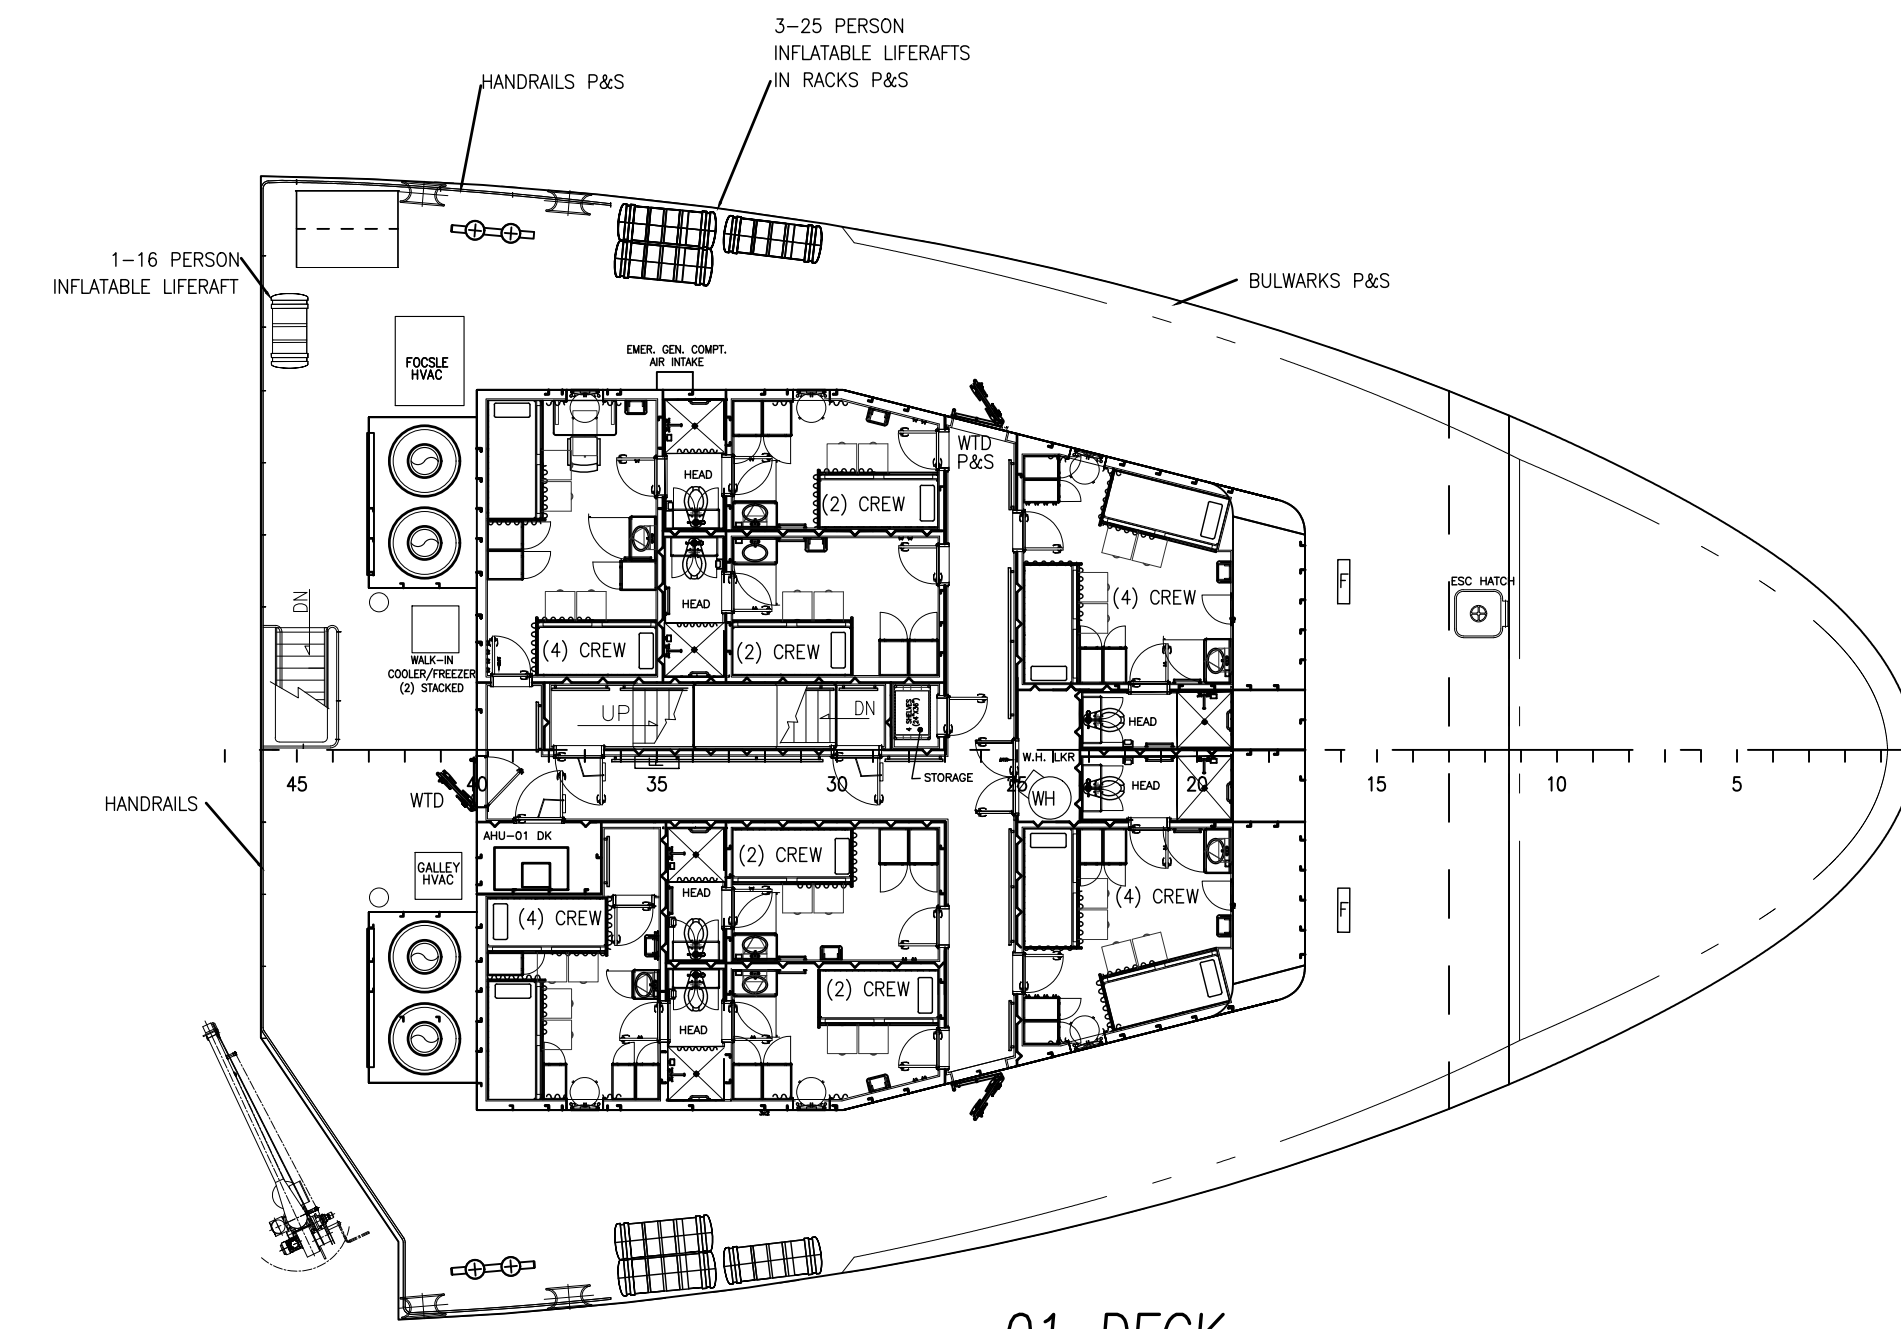 3-25 PERSON
INFLATABLE LIFERAFTS
IN RACKS P&S
HANDRAILS P&S
1-16 PERSON
INFLATABLE LIFERAFT
BULWARKS P&S
FOCSLE
HVAC
EMER. GEN. COMPT.
AIR INTAKE
WTD
P&S
HEAD
(2) CREW
HEAD
(4) CREW
(2) CREW
(4) CREW
F
ESC HATCH
DN
WALK-IN
COOLER/FREEZER
(2) STACKED
UP
DN
4 SHELVES
(24"X36")
HEAD
STORAGE
W.H. LKR
WH
HEAD
45
40
35
30
25
20
15
10
5
WTD
HANDRAILS
AHU-01 DK
GALLEY
HVAC
(2) CREW
HEAD
(4) CREW
(4) CREW
F
(2) CREW
HEAD
01 DECK